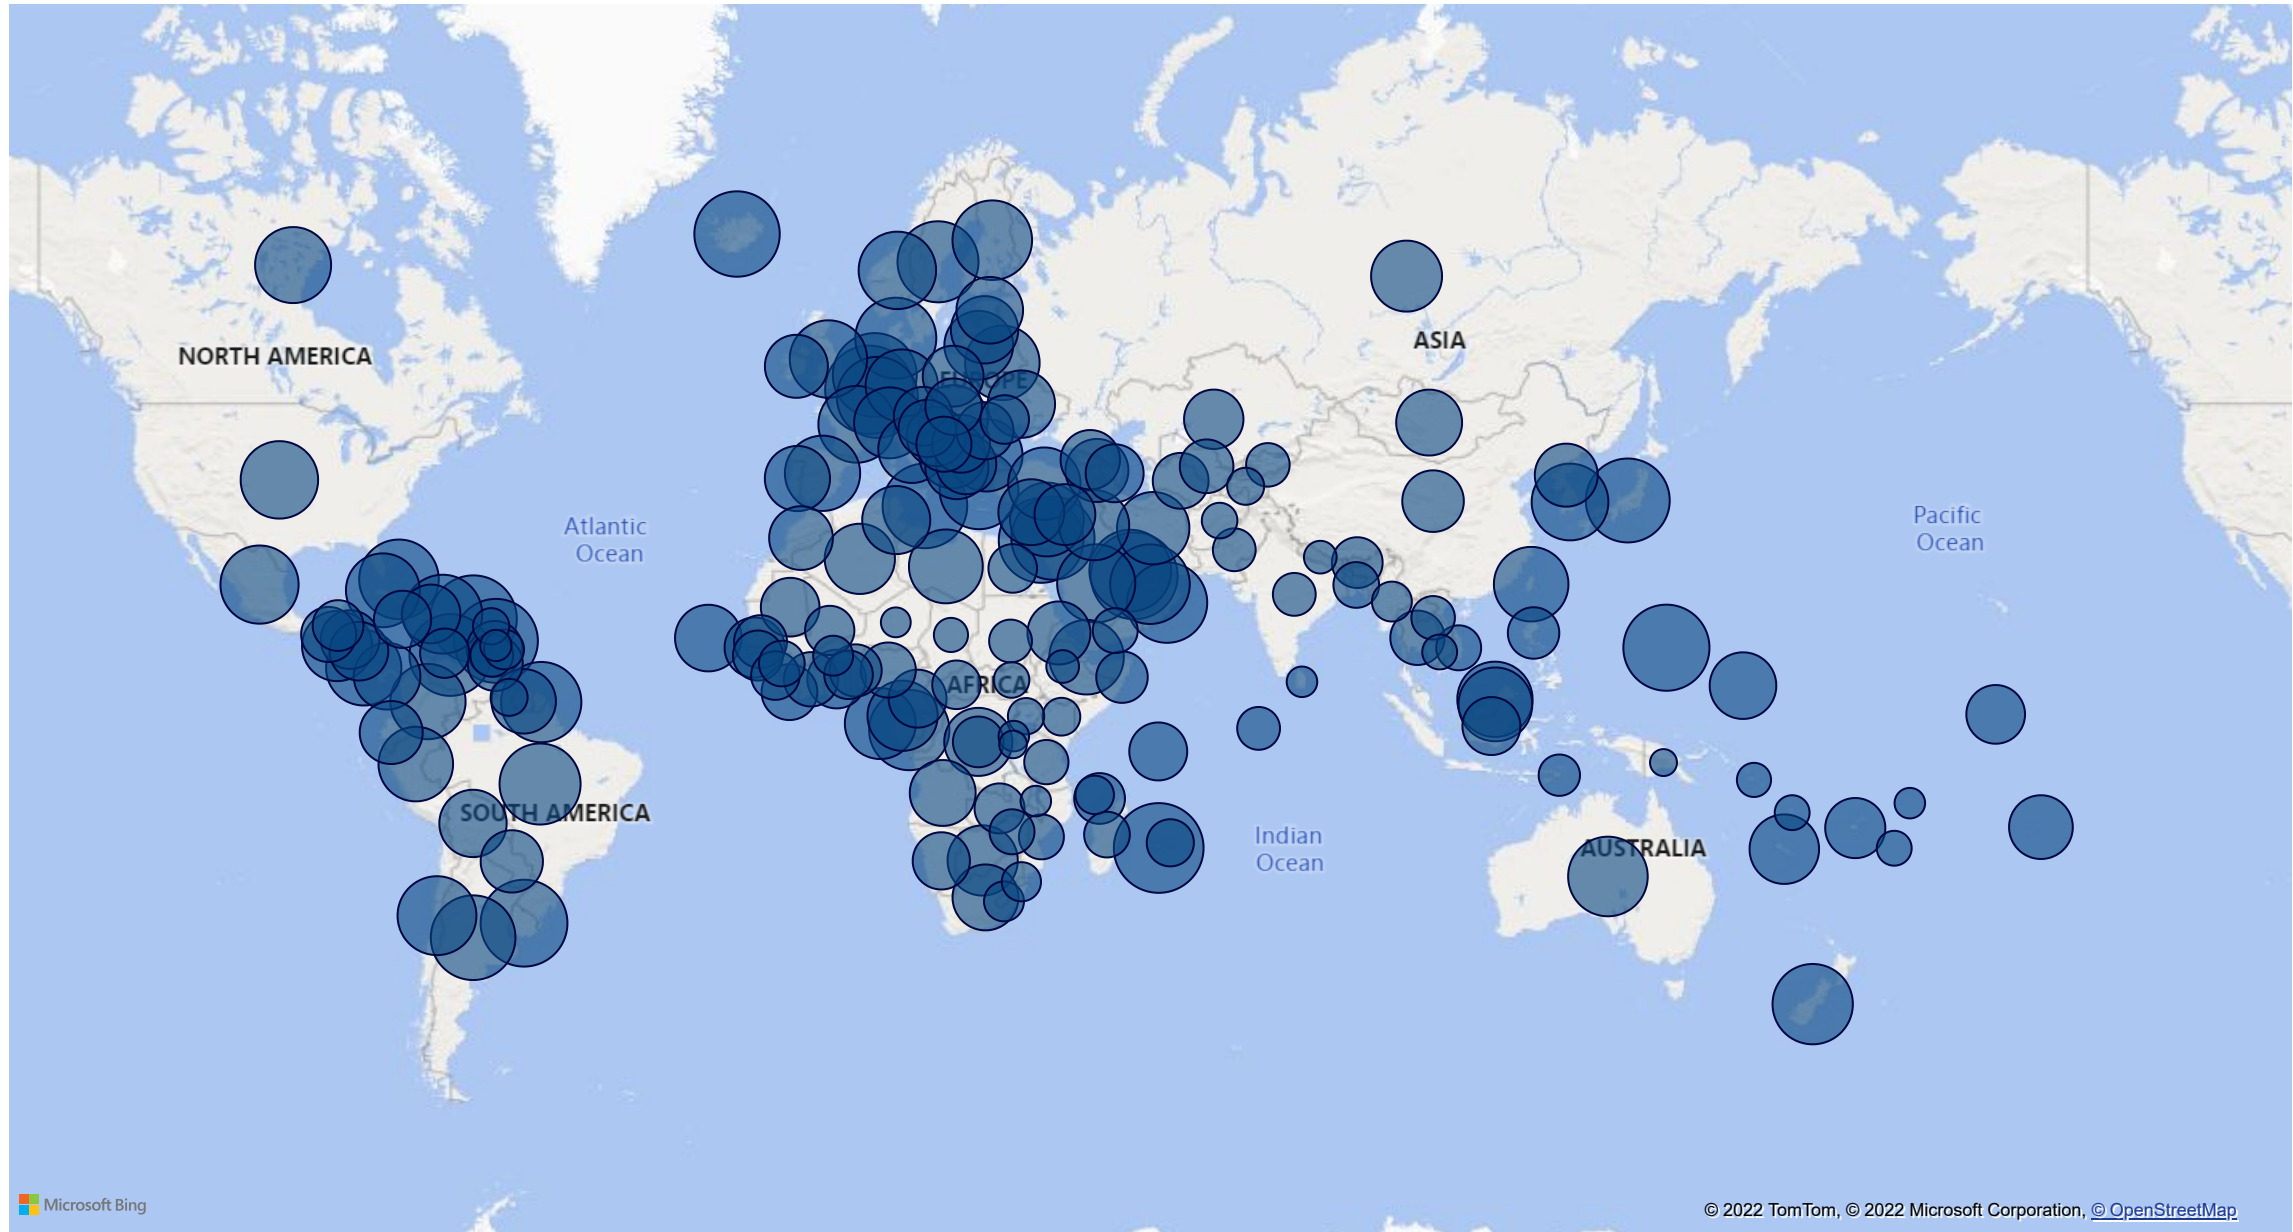 NORTH AMERICA
ASIA
EUROPE
Atlantic
Ocean
Pacific
Ocean
AFRICA
SOUTH AMERICA
Indian
Ocean
AUSTRALIA
Microsoft Bing
© 2022 TomTom, © 2022 Microsoft Corporation, © OpenStreetMap